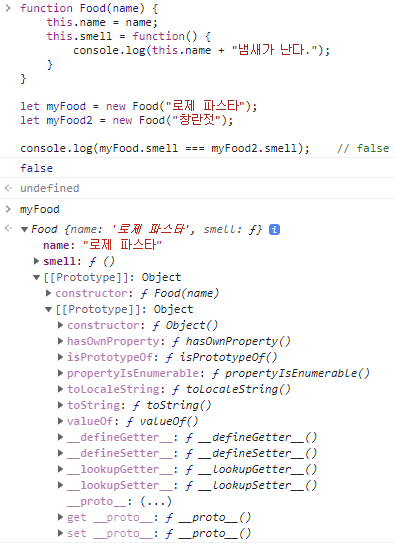 function Food(name) {
    this.name = name;
    this.smell = function() {
        console.log(this.name + "냄새가 난다.");
    }
}
let myFood = new Food("로제 파스타");
let myFood2 = new Food("창란젓");
console.log(myFood.smell === myFood2.smell);    // false
false
undefined
myFood
Food {name: '로제 파스타', smell: ƒ} i
name: "로제 파스타"
smell: ƒ ()
[[Prototype]]: Object
constructor: ƒ Food(name)
[[Prototype]]: Object
constructor: ƒ Object()
hasOwnProperty: ƒ hasOwnProperty()
isPrototypeOf: ƒ isPrototypeOf()
propertyIsEnumerable: ƒ propertyIsEnumerable()
toLocaleString: ƒ toLocaleString()
toString: ƒ toString()
valueOf: ƒ valueOf()
__defineGetter__: ƒ __defineGetter__()
__defineSetter__: ƒ __defineSetter__()
__lookupGetter__: ƒ __lookupGetter__()
__lookupSetter__: ƒ __lookupSetter__()
__proto__: (...)
get __proto__: ƒ __proto__()
set __proto__: ƒ __proto__()